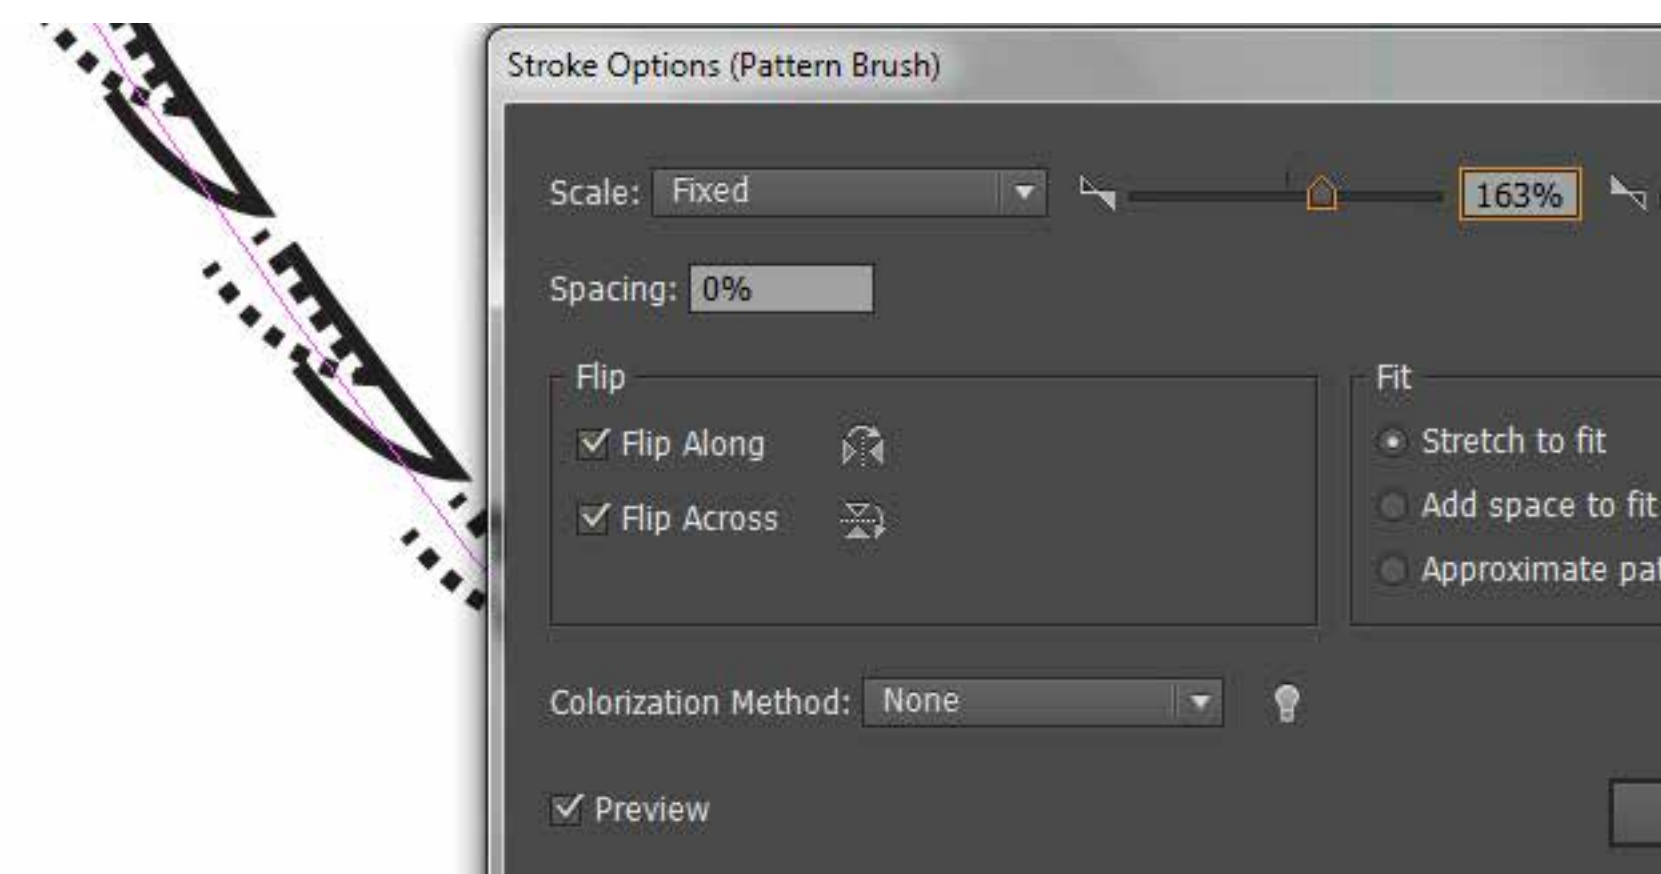 Stroke Options (Pattern Brush)
Scale: Fixed 163%
Spacing: 0%
Flip
Flip Along
Flip Across
Fit
Stretch to fit
Add space to fit
Approximate
Colorization Method: None
Preview